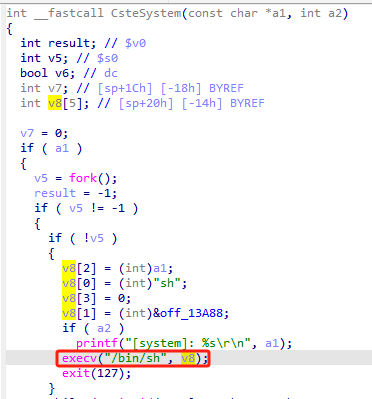 int __fastcall CsteSystem(const char *a1, int a2)
{
int result; // $v0
int v5; // $s0
bool v6; // dc
int v7; // [sp+1Ch] [-18h] BYREF
int v8[5]; // [sp+20h] [-14h] BYREF
v7 = 0;
if ( a1 )
{
v5 = fork();
result = -1;
if ( v5 != -1 )
{
if ( !v5 )
{
v8[2] = (int)a1;
v8[0] = (int)"sh";
v8[3] = 0;
v8[1] = (int)&off_13A88;
if ( a2 )
printf("[system]: %s\r\n", a1);
execv("/bin/sh", v8);
exit(127);
}